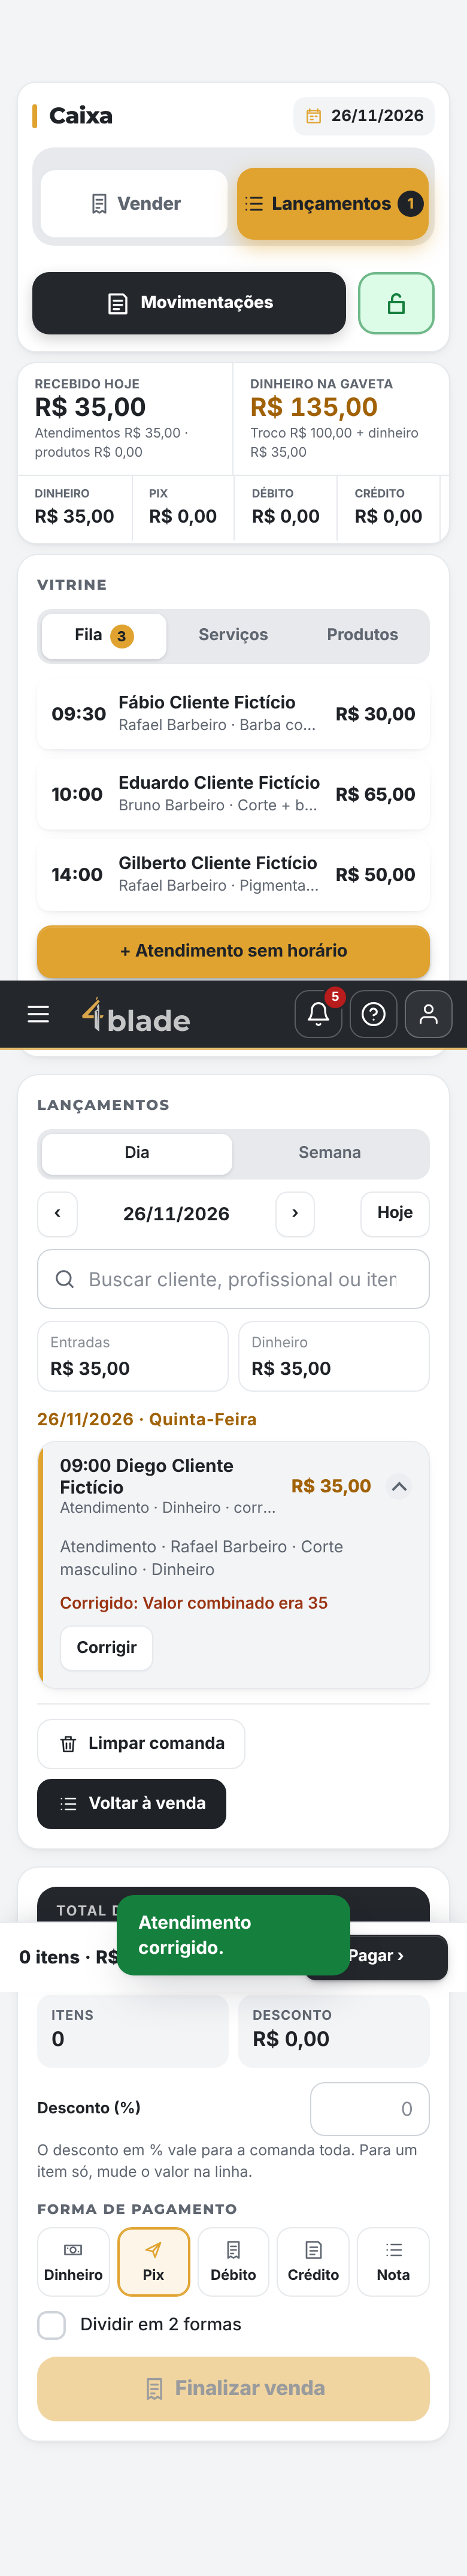 Caixa
26/11/2026
Vender
Lançamentos 1
Movimentações
RECEBIDO HOJE
R$ 35,00
Atendimentos R$ 35,00 ·
produtos R$ 0,00
DINHEIRO NA GAVETA
R$ 135,00
Troco R$ 100,00 + dinheiro
R$ 35,00
DINHEIRO
R$ 35,00
PIX
R$ 0,00
DÉBITO
R$ 0,00
CRÉDITO
R$ 0,00
VITRINE
Fila 3
Serviços
Produtos
09:30
Fábio Cliente Fictício
Rafael Barbeiro · Barba co...
R$ 30,00
10:00
Eduardo Cliente Fictício
Bruno Barbeiro · Corte + b...
R$ 65,00
14:00
Gilberto Cliente Fictício
Rafael Barbeiro · Pigmenta...
R$ 50,00
+ Atendimento sem horário
4blade
5
LANÇAMENTOS
Dia
Semana
‹
26/11/2026
›
Hoje
Buscar cliente, profissional ou iter
Entradas
R$ 35,00
Dinheiro
R$ 35,00
26/11/2026 · Quinta-Feira
09:00 Diego Cliente
Fictício
Atendimento · Dinheiro · corr...
R$ 35,00
Atendimento · Rafael Barbeiro · Corte
masculino · Dinheiro
Corrigido: Valor combinado era 35
Corrigir
Limpar comanda
Voltar à venda
TOTAL
0 itens · R$
Atendimento
corrigido.
Pagar ›
ITENS
0
DESCONTO
R$ 0,00
Desconto (%)
0
O desconto em % vale para a comanda toda. Para um
item só, mude o valor na linha.
FORMA DE PAGAMENTO
Dinheiro
Pix
Débito
Crédito
Nota
Dividir em 2 formas
Finalizar venda